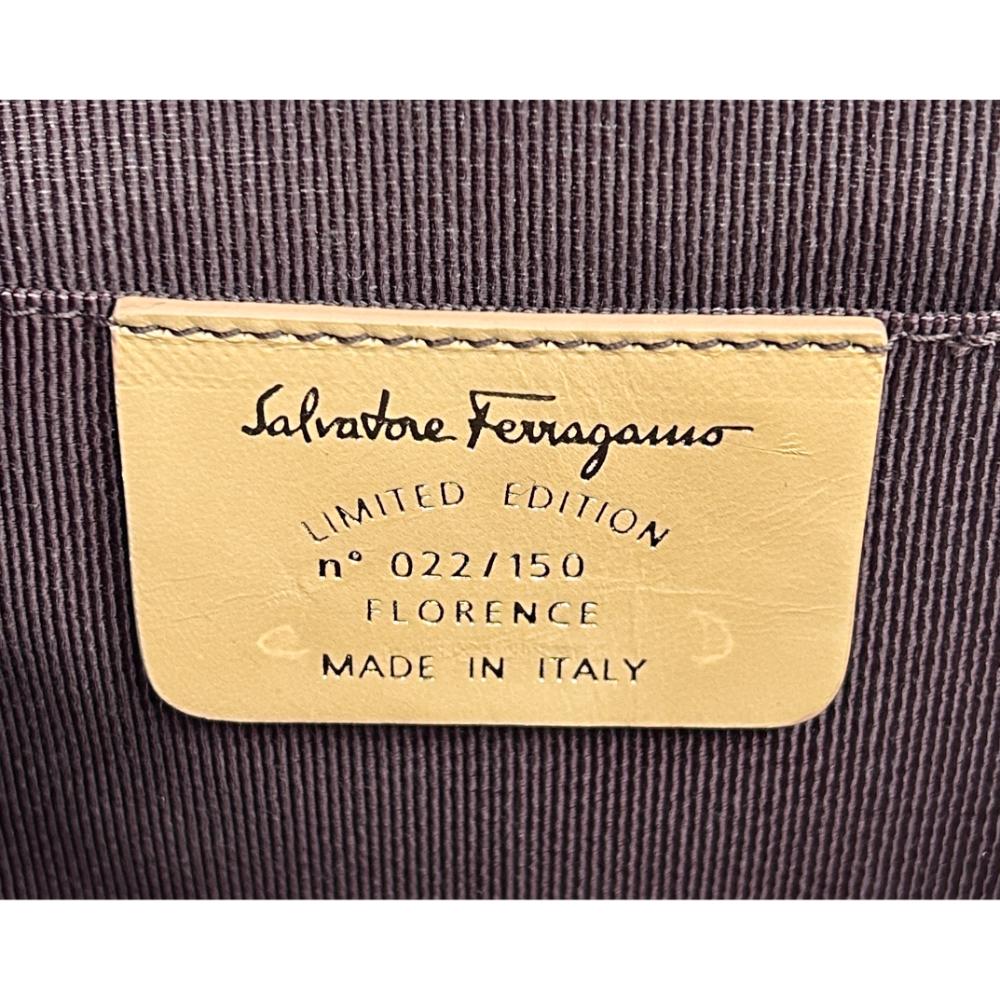 Salvatore Ferragamo
LIMITED EDITION
n° 022/150
FLORENCE
C D
MADE IN ITALY